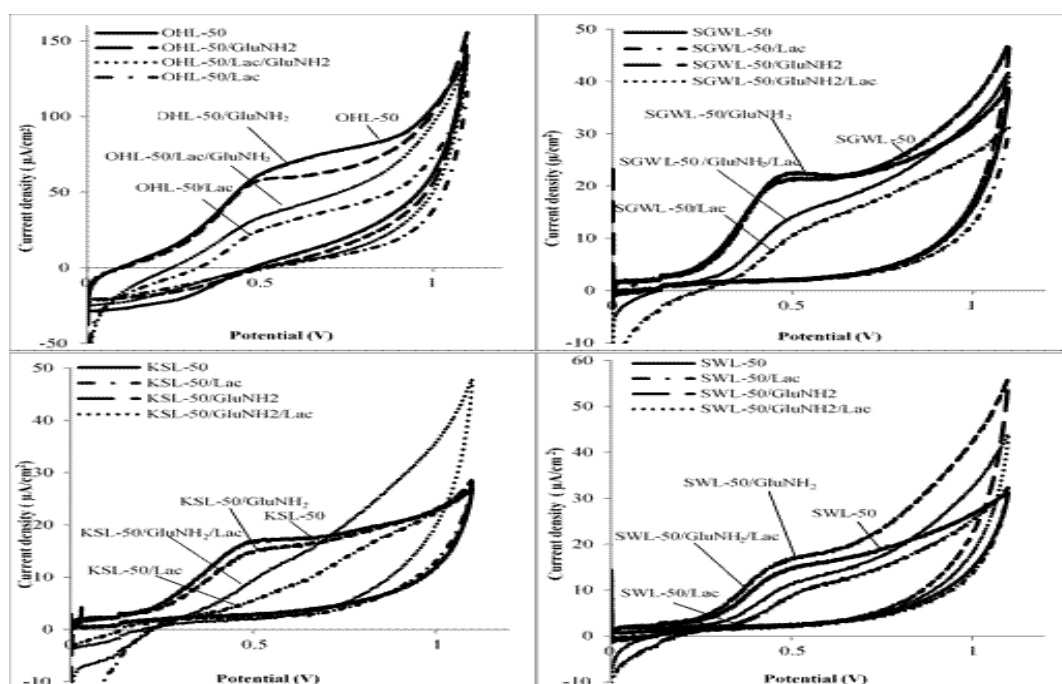 OHL-50
OHL-50/GluNH2
OHL-50/Lac/GluNH2
OHL-50/Lac
150
100
50
0
-50
0.5
1
Current density (µA/cm²)
Potential (V)
OHL-50/GluNH₂
OHL-50
OHL-50/Lac/GluNH₂
OHL-50/Lac
SGWL-50
SGWL-50/Lac
SGWL-50/GluNH2
SGWL-50/GluNH2/Lac
50
40
30
20
10
0
-10
0
0.5
1
Current density (µ/cm²)
Potential (V)
SGWL-50/GluNH₂
SGWL-50
SGWL-50/GluNH₂/Lac
SGWL-50/Lac
KSL-50
KSL-50/Lac
KSL-50/GluNH2
KSL-50/GluNH2/Lac
50
40
30
20
10
0
-10
0
0.5
1
Current density (µA/cm²)
Potential (V)
KSL-50/GluNH₂
KSL-50
KSL-50/GluNH₂/Lac
KSL-50/Lac
SWL-50
SWL-50/Lac
SWL-50/GluNH2
SWL-50/GluNH2/Lac
60
50
40
30
20
10
0
-10
0
0.5
1
Current density (µA/cm²)
Potential (V)
SWL-50/GluNH₂
SWL-50
SWL-50/GluNH₂/Lac
SWL-50/Lac